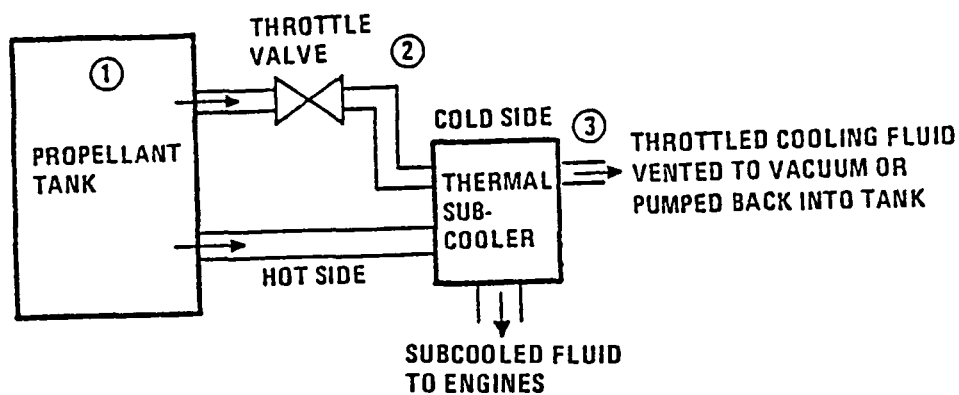 THROTTLE
VALVE
①
②
PROPELLANT
TANK
COLD SIDE
③
THERMAL
SUB-
COOLER
THROTTLED COOLING FLUID
VENTED TO VACUUM OR
PUMPED BACK INTO TANK
HOT SIDE
SUBCOOLED FLUID
TO ENGINES